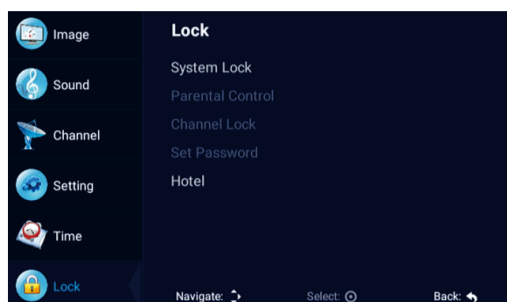 Image
Sound
Channel
Setting
Time
Lock
Lock
System Lock
Parental Control
Channel Lock
Set Password
Hotel
Navigate: Select: Back: